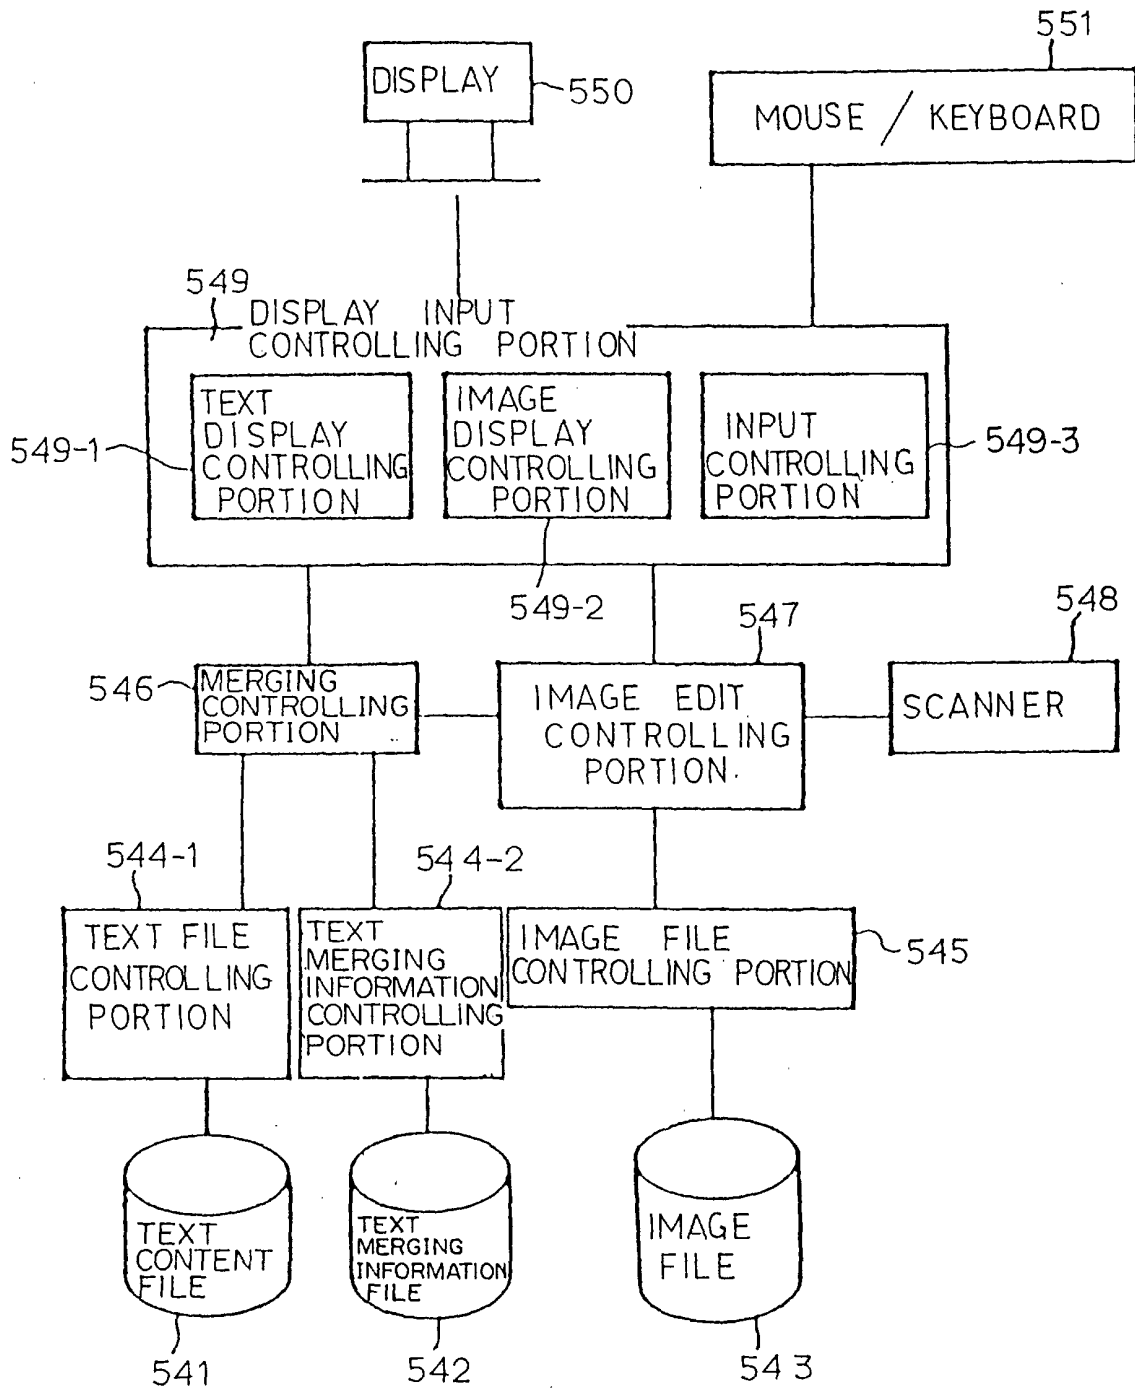 551
DISPLAY
550
MOUSE / KEYBOARD
549
DISPLAY INPUT
CONTROLLING PORTION
TEXT
DISPLAY
CONTROLLING
PORTION
549-1
IMAGE
DISPLAY
CONTROLLING
PORTION
549-2
INPUT
CONTROLLING
PORTION
549-3
546
MERGING
CONTROLLING
PORTION
547
IMAGE EDIT
CONTROLLING
PORTION.
548
SCANNER
544-1
TEXT FILE
CONTROLLING
PORTION
544-2
TEXT
MERGING
INFORMATION
CONTROLLING
PORTION
IMAGE FILE
CONTROLLING PORTION
545
TEXT
CONTENT
FILE
541
TEXT
MERGING
INFORMATION
FILE
542
IMAGE
FILE
543